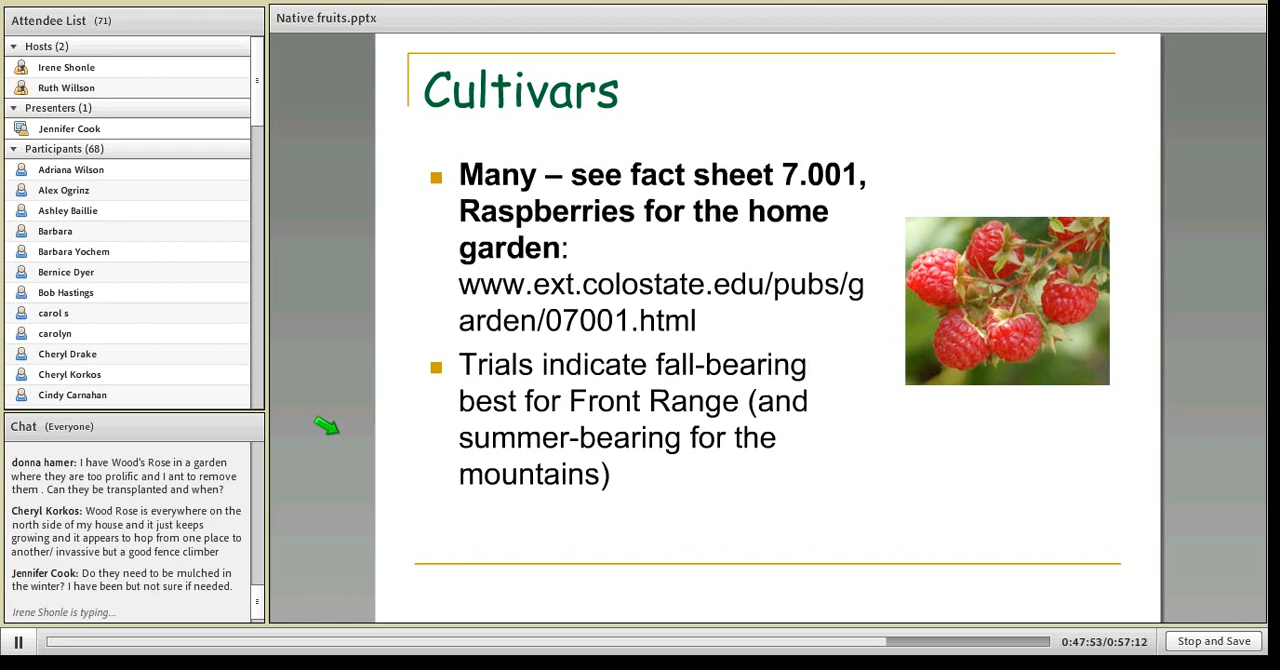 Attendee List (71)
Hosts (2)
Irene Shonle
Ruth Willson
Presenters (1)
Jennifer Cook
Participants (68)
Adriana Wilson
Alex Ogrinz
Ashley Baillie
Barbara
Barbara Yochem
Bernice Dyer
Bob Hastings
carol s
carolyn
Cheryl Drake
Cheryl Korkos
Cindy Carnahan
Chat (Everyone)
donna hamer: I have Wood's Rose in a garden
where they are too prolific and I ant to remove
them . Can they be transplanted and when?
Cheryl Korkos: Wood Rose is everywhere on the
north side of my house and it just keeps
growing and it appears to hop from one place to
another/ invassive but a good fence climber
Jennifer Cook: Do they need to be mulched in
the winter? I have been but not sure if needed.
Irene Shonle is typing...
Native fruits.pptx
Cultivars
Many – see fact sheet 7.001,
Raspberries for the home
garden:
www.ext.colostate.edu/pubs/g
arden/07001.html
Trials indicate fall-bearing
best for Front Range (and
summer-bearing for the
mountains)
0:47:53/0:57:12
Stop and Save